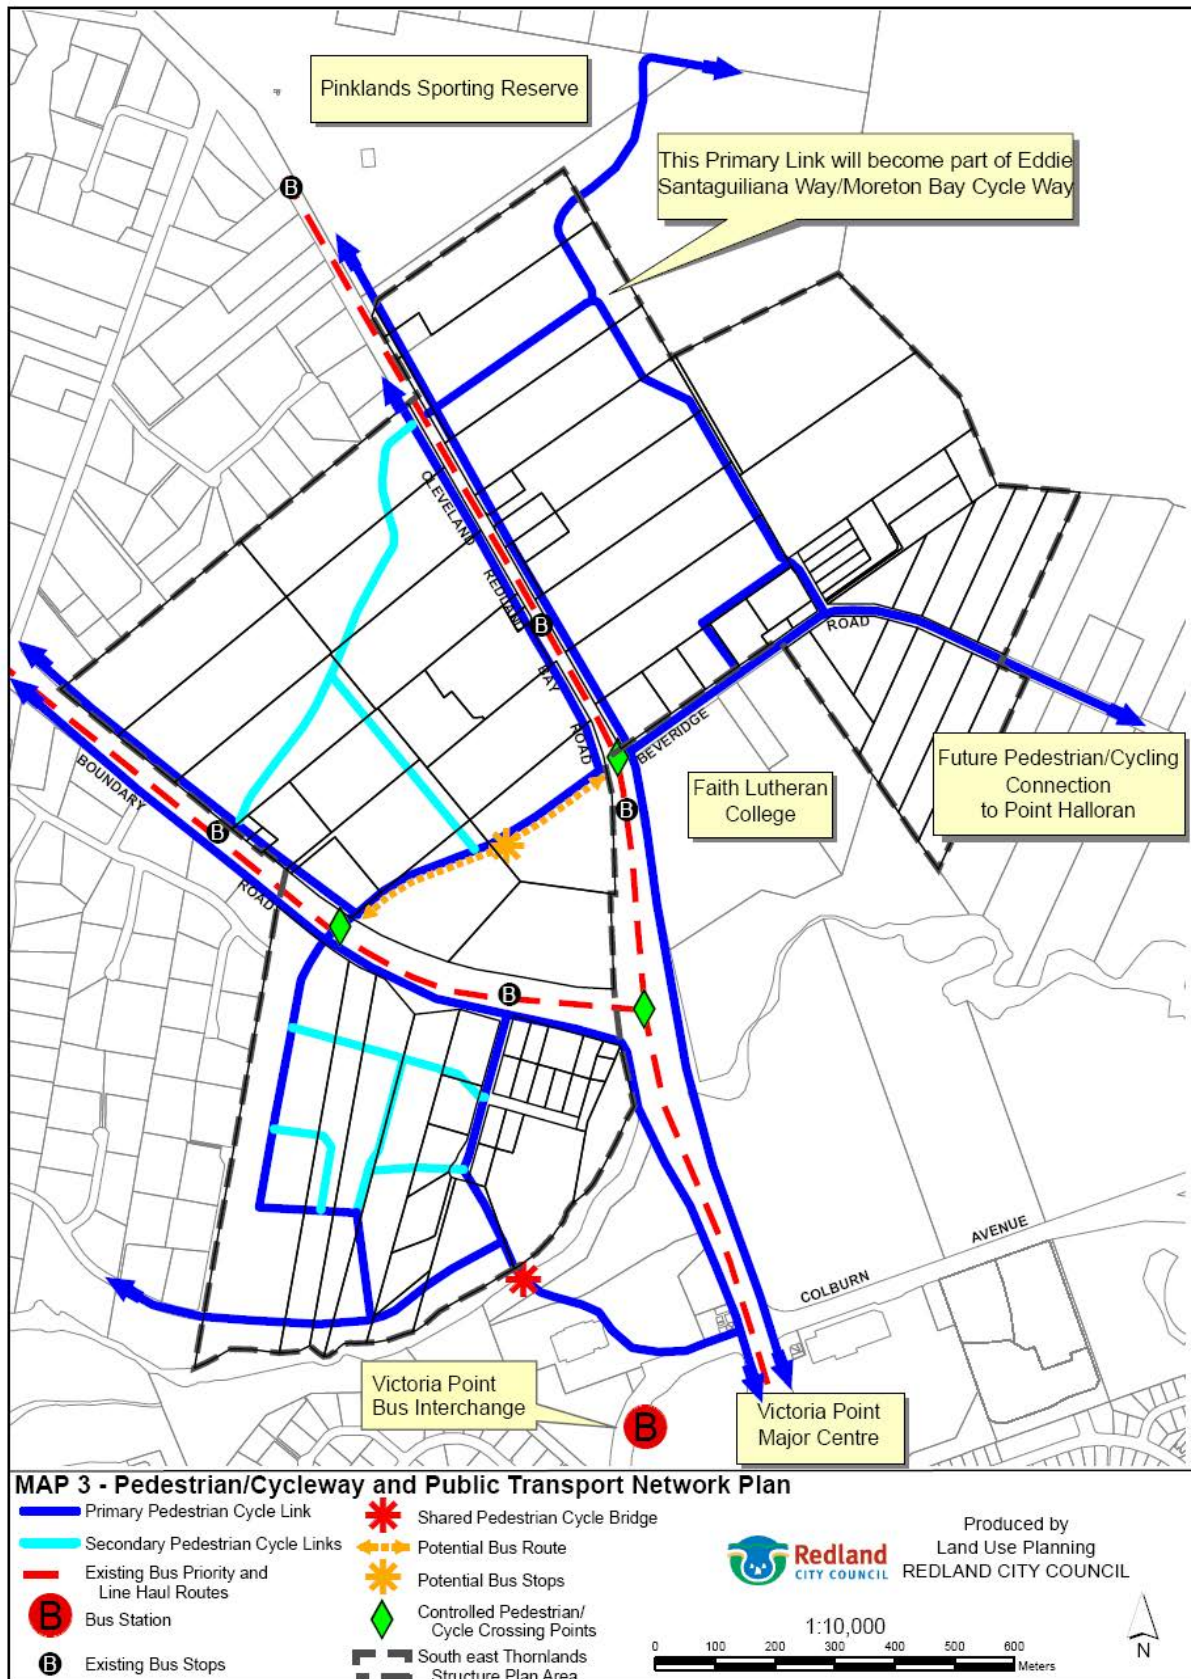 Pinklands Sporting Reserve
This Primary Link will become part of Eddie
Santaguiliana Way/Moreton Bay Cycle Way
B
CLEVELAND
REDLAND
BAY
ROAD
B
ROAD
BEVERIDGE
BOUNDARY
ROAD
B
B
B
Faith Lutheran
College
Future Pedestrian/Cycling
Connection
to Point Halloran
COLBURN
AVENUE
Victoria Point
Bus Interchange
B
Victoria Point
Major Centre
MAP 3 - Pedestrian/Cycleway and Public Transport Network Plan
Primary Pedestrian Cycle Link
Secondary Pedestrian Cycle Links
Existing Bus Priority and
Line Haul Routes
B Bus Station
B Existing Bus Stops
Shared Pedestrian Cycle Bridge
Potential Bus Route
Potential Bus Stops
Controlled Pedestrian/
Cycle Crossing Points
South east Thornlands
Structure Plan Area
Redland
CITY COUNCIL
Produced by
Land Use Planning
REDLAND CITY COUNCIL
1:10,000
0 100 200 300 400 500 600
Meters
N